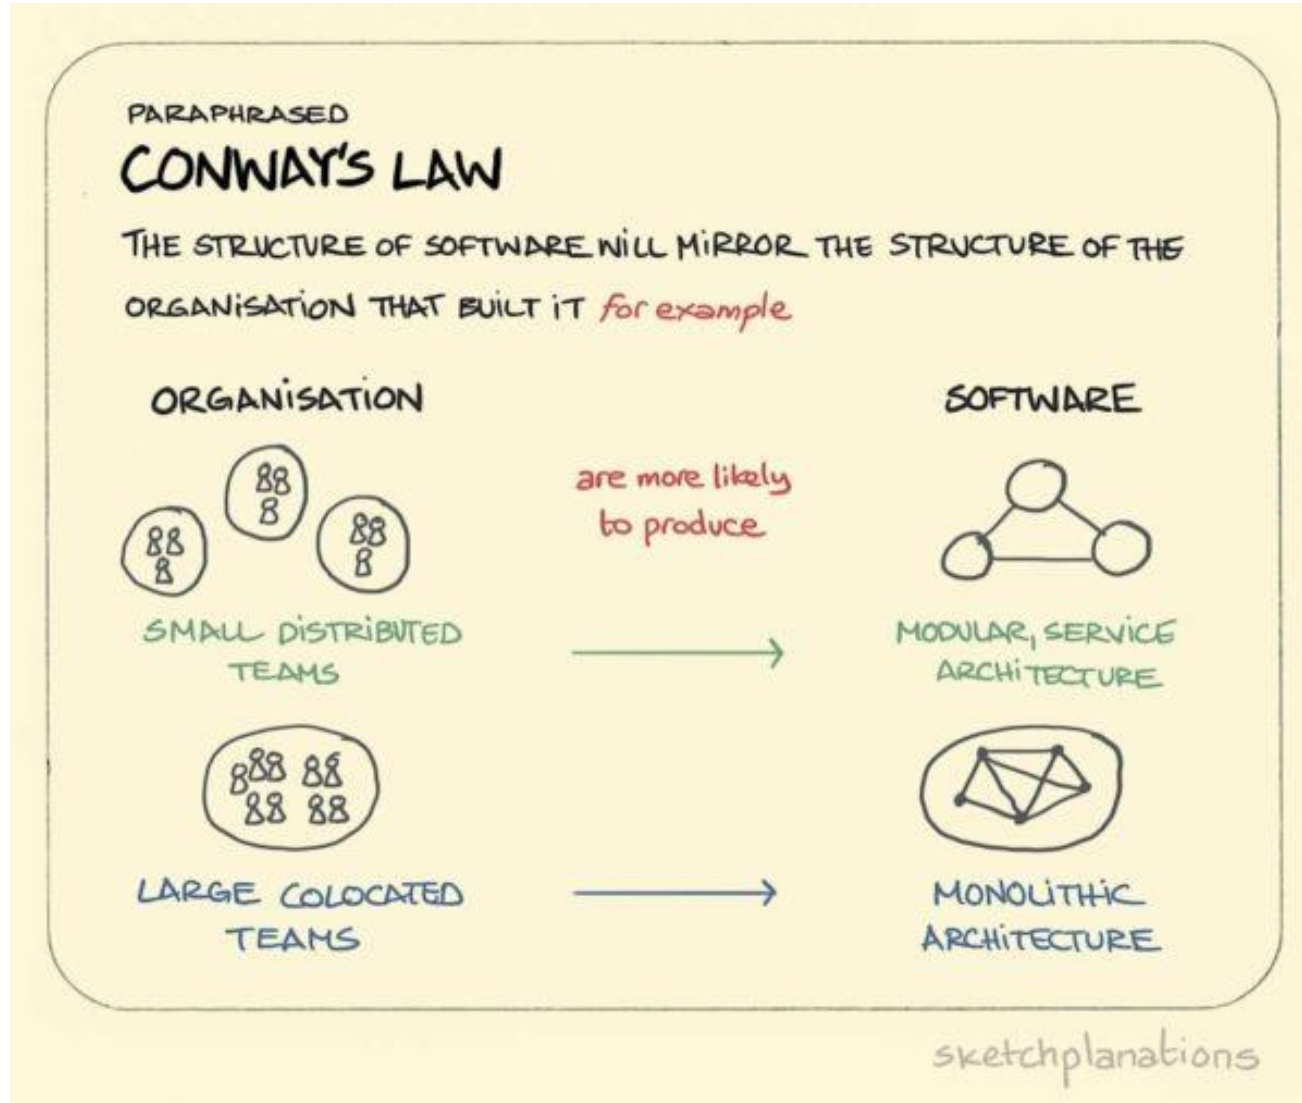 PARAPHRASED
CONWAY'S LAW
THE STRUCTURE OF SOFTWARE WILL MIRROR THE STRUCTURE OF THE
ORGANISATION THAT BUILT IT for example
ORGANISATION
SOFTWARE
are more likely
to produce
SMALL DISTRIBUTED
TEAMS
MODULAR, SERVICE
ARCHITECTURE
LARGE COLOCATED
TEAMS
MONOLITHIC
ARCHITECTURE
sketchplanations